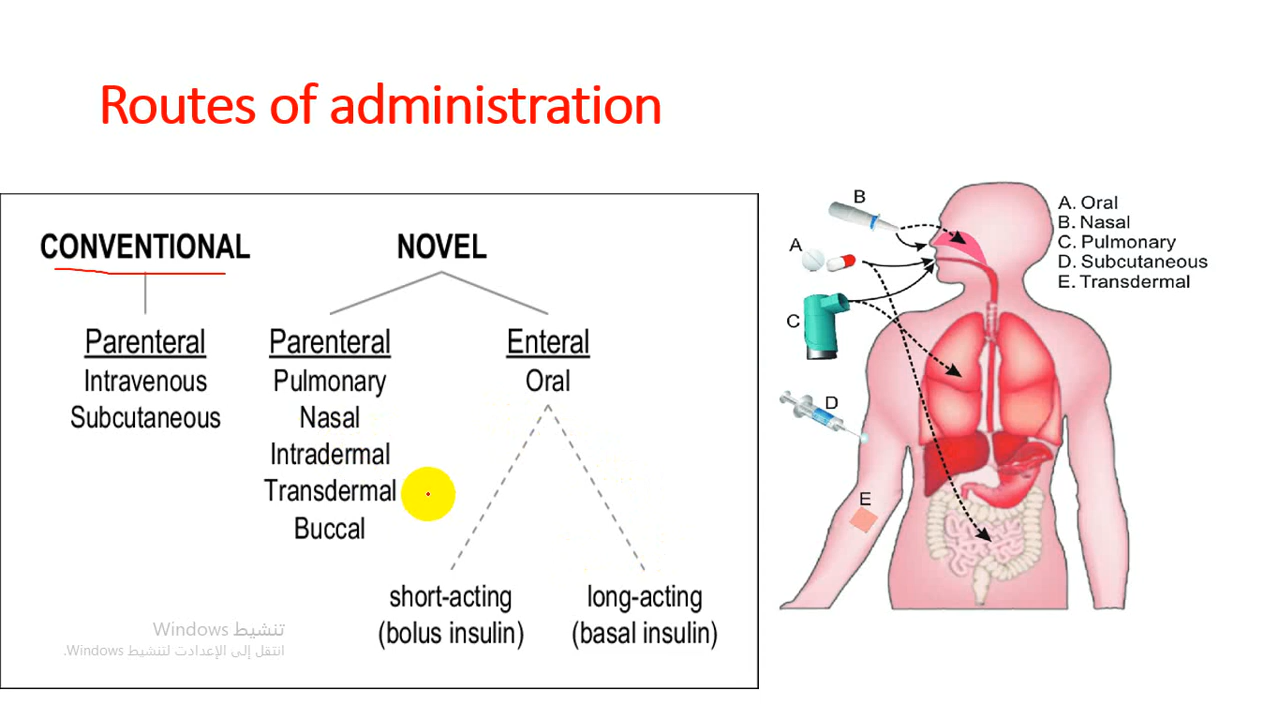 Routes of administration
CONVENTIONAL
Parenteral
Intravenous
Subcutaneous
NOVEL
Parenteral
Pulmonary
Nasal
Intradermal
Transdermal
Buccal
Enteral
Oral
short-acting
(bolus insulin)
long-acting
(basal insulin)
B
A
C
D
E
A. Oral
B. Nasal
C. Pulmonary
D. Subcutaneous
E. Transdermal
تنشيط Windows
انتقل إلى الإعدادت لتنشيط Windows.